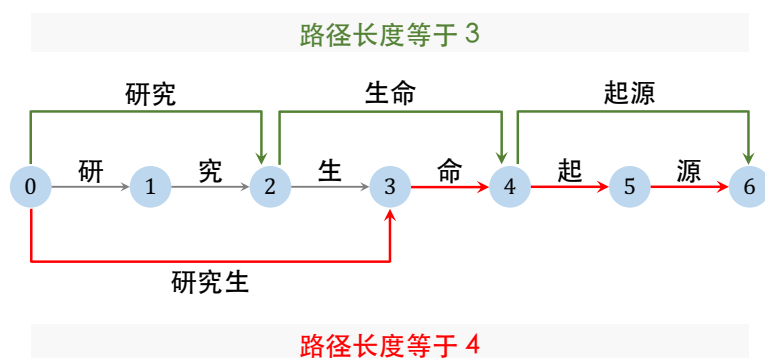 路径长度等于 3
研究 生命 起源
0 研 1 究 2 生 3 命 4 起 5 源 6
研究生
路径长度等于 4